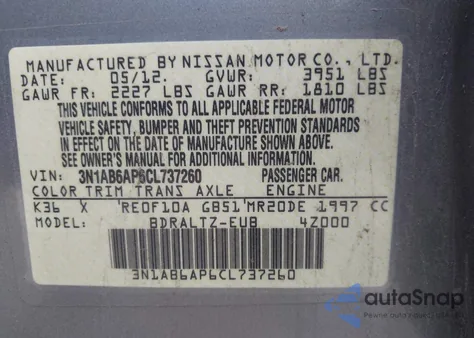 MANUFACTURED BY NISSAN MOTOR CO., LTD.
DATE: 05/12. GVWR: 3951 LBS
GAWR FR: 2227 LBS GAWR RR: 1810 LBS
THIS VEHICLE CONFORMS TO ALL APPLICABLE FEDERAL MOTOR
VEHICLE SAFETY, BUMPER AND THEFT PREVENTION STANDARDS
IN EFFECT ON THE DATE OF MANUFACTURE SHOWN ABOVE.
SEE OWNER'S MANUAL FOR ADDITIONAL INFORMATION.
VIN: 3N1AB6AP6CL737260 PASSENGER CAR.
COLOR TRIM TRANS AXLE ENGINE
K36 X 'RE0F10A GB51'MR20DE 1997 CC
MODEL: BDRALTZ-EUB 4Z000
3N1AB6AP6CL737260
autoSnap
Pewne auto z USA